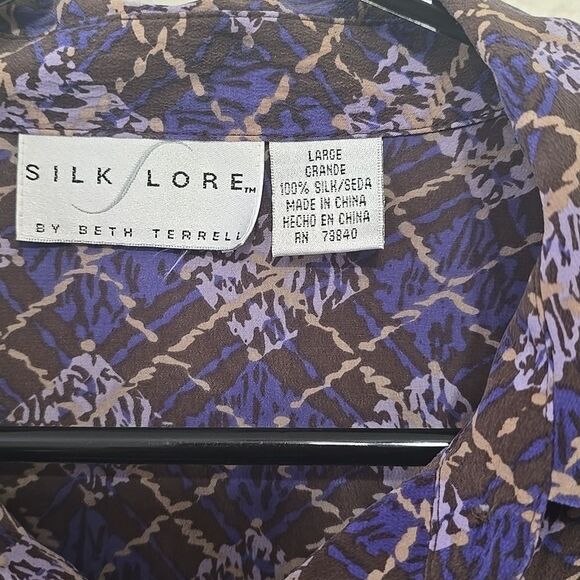 SILK LORE™
BY BETH TERRELL
LARGE
GRANDE
100% SILK/SEDA
MADE IN CHINA
HECHO EN CHINA
RN 73840